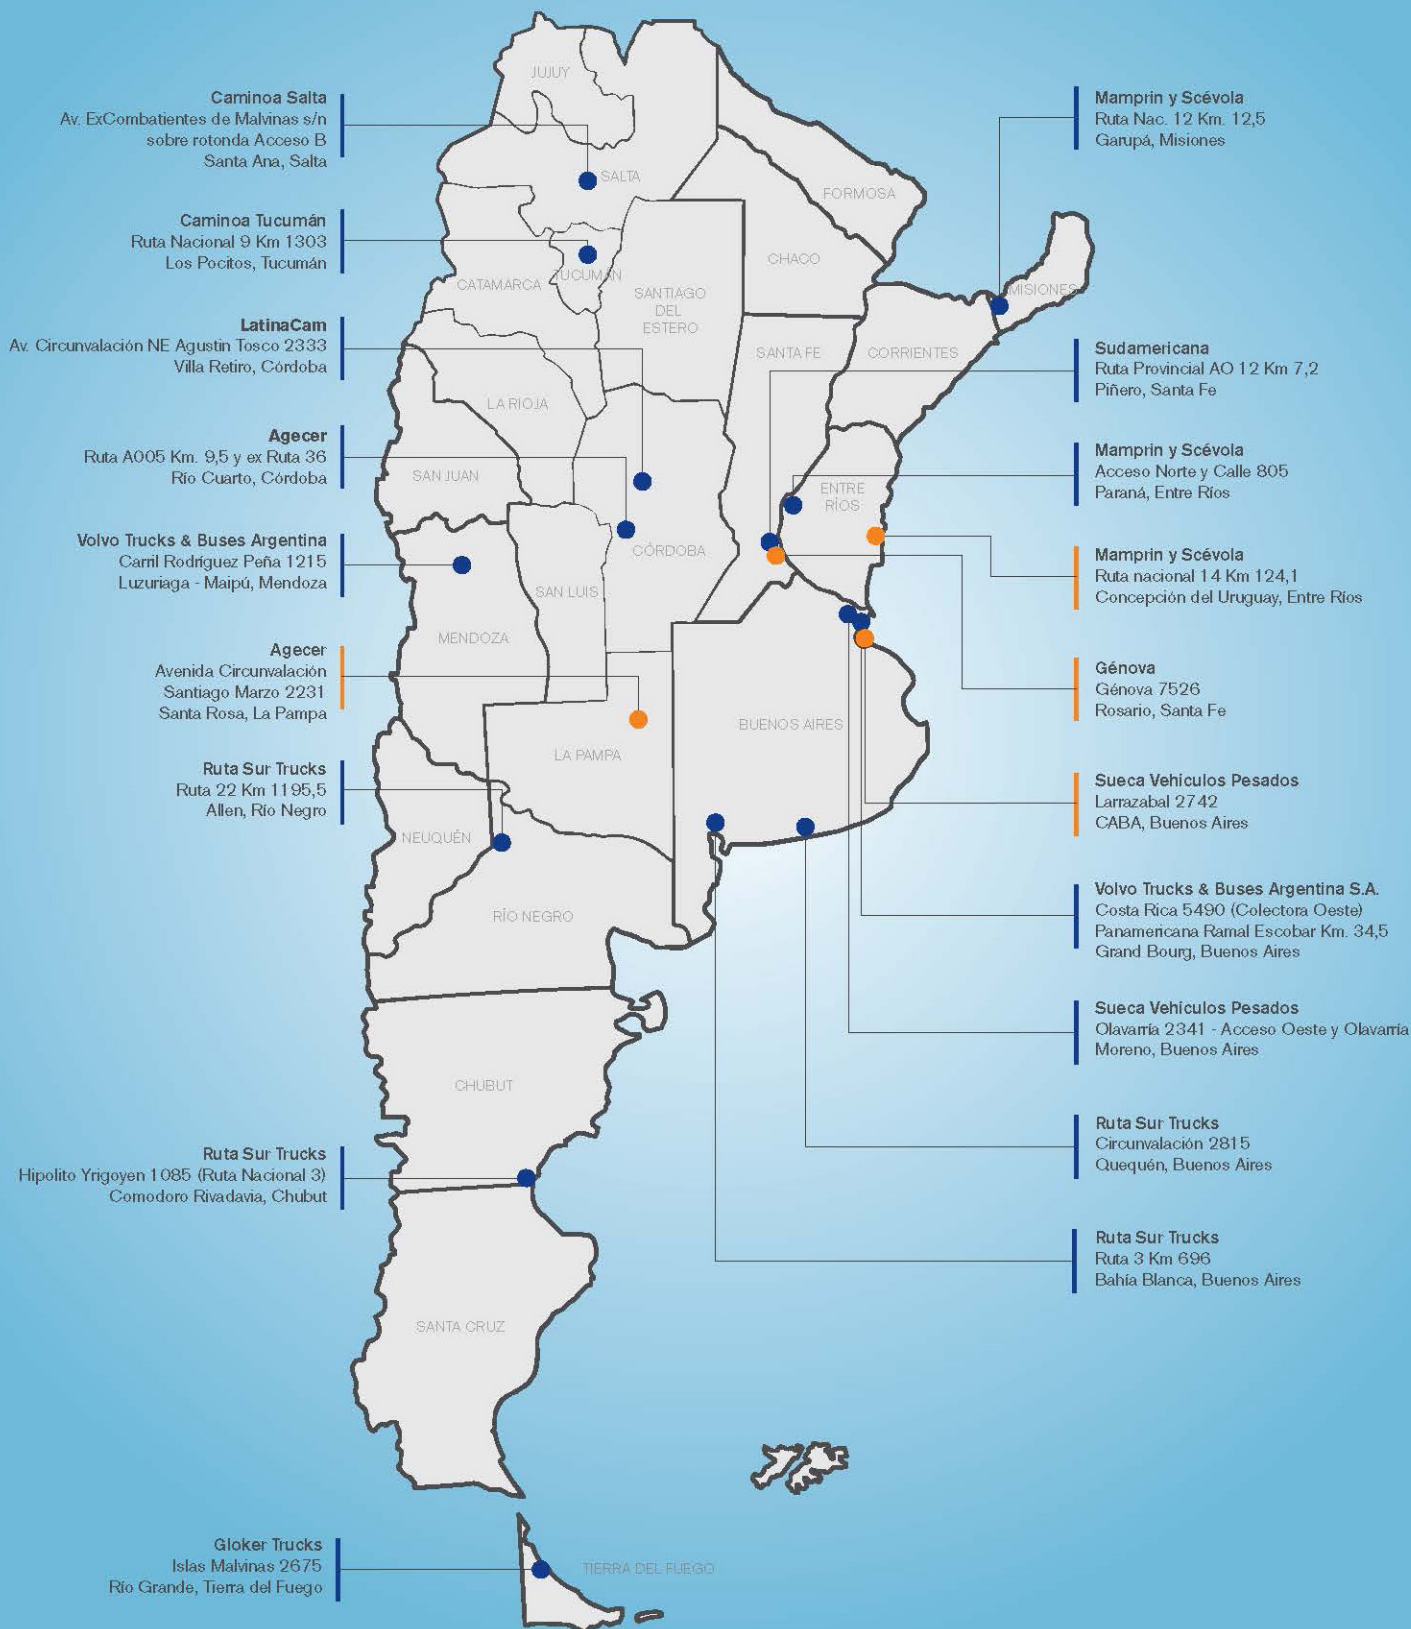 Caminoa Salta
Av. ExCombatientes de Malvinas s/n
sobre rotonda Acceso B
Santa Ana, Salta
Caminoa Tucumán
Ruta Nacional 9 Km 1303
Los Pocitos, Tucumán
LatinaCam
Av. Circunvalación NE Agustin Tosco 2333
Villa Retiro, Córdoba
Agecer
Ruta A005 Km. 9,5 y ex Ruta 36
Río Cuarto, Córdoba
Volvo Trucks & Buses Argentina
Carril Rodríguez Peña 1215
Luzuriaga - Maipú, Mendoza
Agecer
Avenida Circunvalación
Santiago Marzo 2231
Santa Rosa, La Pampa
Ruta Sur Trucks
Ruta 22 Km 1195,5
Allen, Río Negro
Ruta Sur Trucks
Hipolito Yrigoyen 1085 (Ruta Nacional 3)
Comodoro Rivadavia, Chubut
Gloker Trucks
Islas Malvinas 2675
Río Grande, Tierra del Fuego
JUJUY
SALTA
FORMOSA
CHACO
TUCUMÁN
CATAMARCA
SANTIAGO
DEL
ESTERO
MISIONES
SANTA FE
CORRIENTES
LA RIOJA
SAN JUAN
ENTRE
RÍOS
CÓRDOBA
SAN LUIS
MENDOZA
BUENOS AIRES
LA PAMPA
NEUQUÉN
RÍO NEGRO
CHUBUT
SANTA CRUZ
TIERRA DEL FUEGO
Mamprin y Scévola
Ruta Nac. 12 Km. 12,5
Garupá, Misiones
Sudamericana
Ruta Provincial AO 12 Km 7,2
Piñero, Santa Fe
Mamprin y Scévola
Acceso Norte y Calle 805
Paraná, Entre Ríos
Mamprin y Scévola
Ruta nacional 14 Km 124,1
Concepción del Uruguay, Entre Ríos
Génova
Génova 7526
Rosario, Santa Fe
Sueca Vehiculos Pesados
Larrazabal 2742
CABA, Buenos Aires
Volvo Trucks & Buses Argentina S.A.
Costa Rica 5490 (Colectora Oeste)
Panamericana Ramal Escobar Km. 34,5
Grand Bourg, Buenos Aires
Sueca Vehiculos Pesados
Olavarría 2341 - Acceso Oeste y Olavarría
Moreno, Buenos Aires
Ruta Sur Trucks
Circunvalación 2815
Quequén, Buenos Aires
Ruta Sur Trucks
Ruta 3 Km 696
Bahía Blanca, Buenos Aires